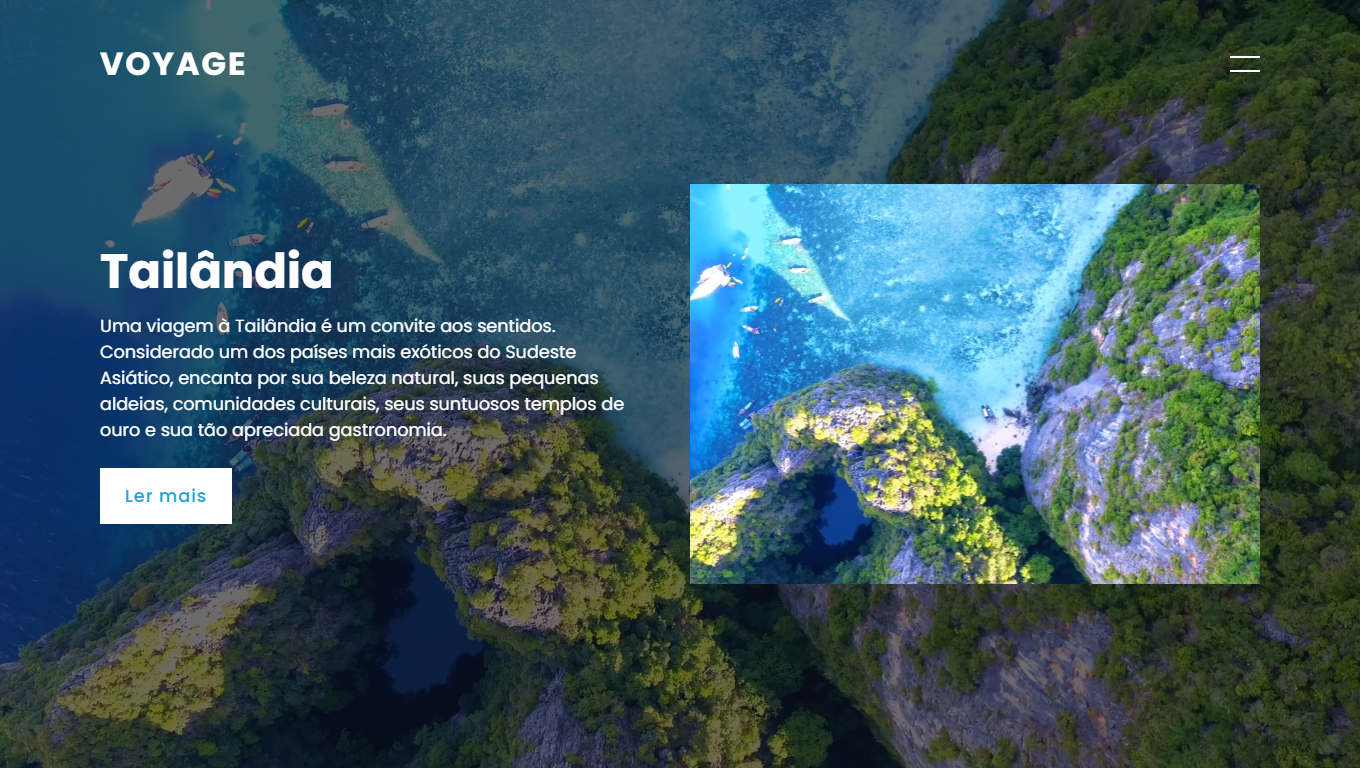 VOYAGE
Tailândia
Uma viagem à Tailândia é um convite aos sentidos.
Considerado um dos países mais exóticos do Sudeste
Asiático, encanta por sua beleza natural, suas pequenas
aldeias, comunidades culturais, seus suntuosos templos de
ouro e sua tão apreciada gastronomia.
Ler mais